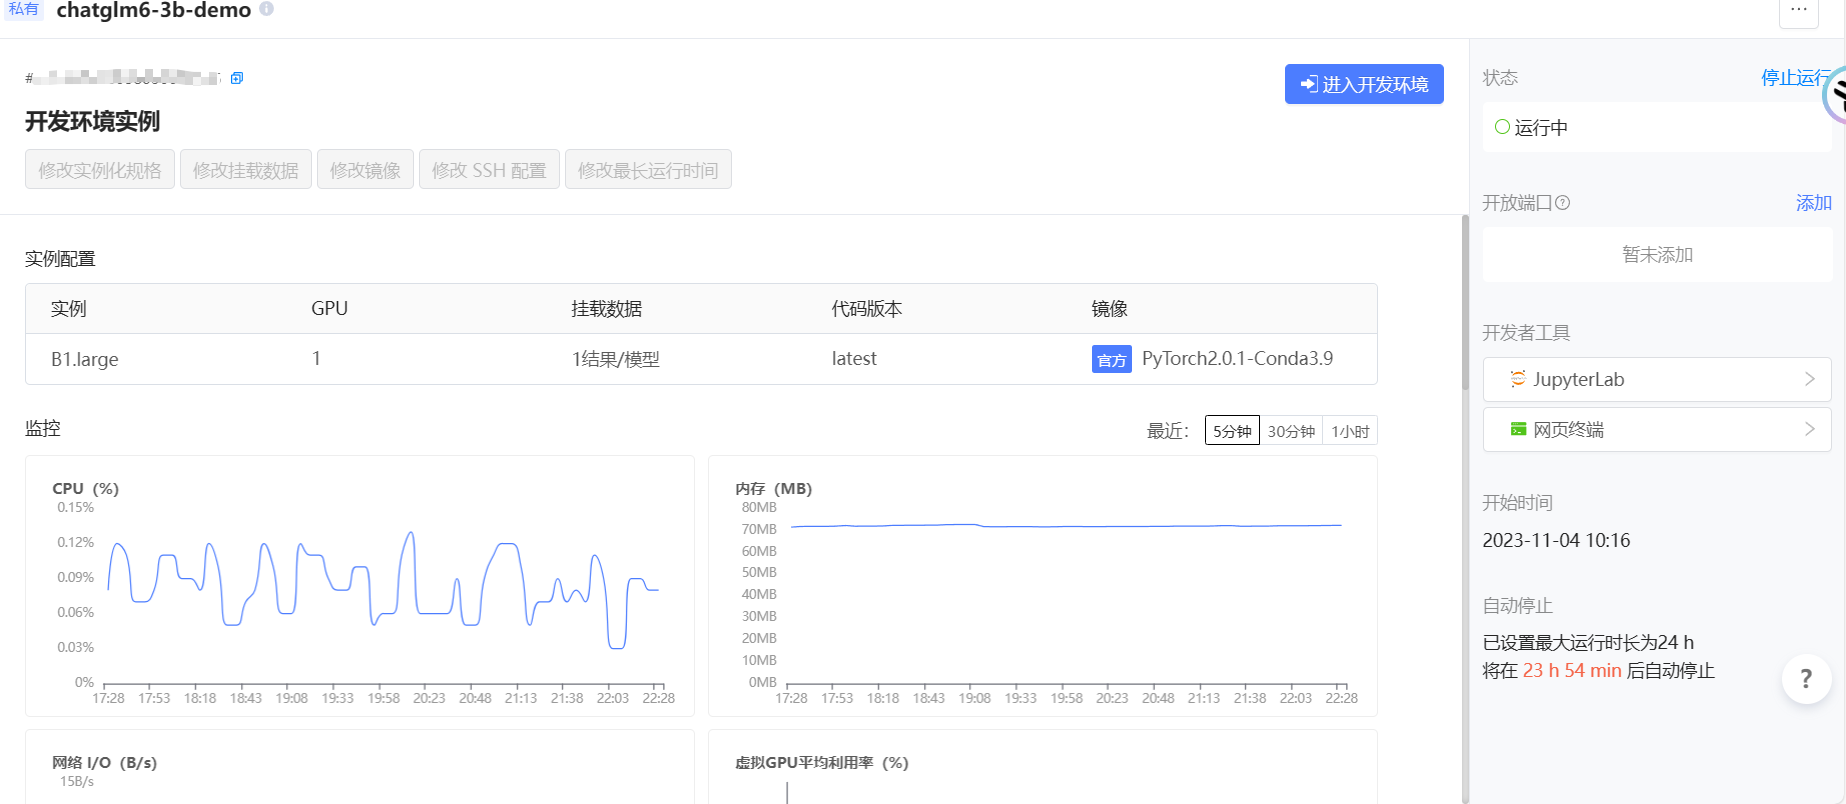 私有 chatglm6-3b-demo
...
#
进入开发环境
开发环境实例
修改实例化规格 修改挂载数据 修改镜像 修改 SSH 配置 修改最长运行时间
实例配置
实例 GPU 挂载数据 代码版本 镜像
B1.large 1 1结果/模型 latest 官方 PyTorch2.0.1-Conda3.9
监控
最近： 5分钟 30分钟 1小时
CPU（%）
0.15%
0.12%
0.09%
0.06%
0.03%
0%
17:28 17:53 18:18 18:43 19:08 19:33 19:58 20:23 20:48 21:13 21:38 22:03 22:28
内存（MB）
80MB
70MB
60MB
50MB
40MB
30MB
20MB
10MB
0MB
17:28 17:53 18:18 18:43 19:08 19:33 19:58 20:23 20:48 21:13 21:38 22:03 22:28
网络 I/O（B/s）
15B/s
虚拟GPU平均利用率（%）
状态 停止运行
运行中
开放端口 ? 添加
暂未添加
开发者工具
JupyterLab
网页终端
开始时间
2023-11-04 10:16
自动停止
已设置最大运行时长为24 h
将在 23 h 54 min 后自动停止
?